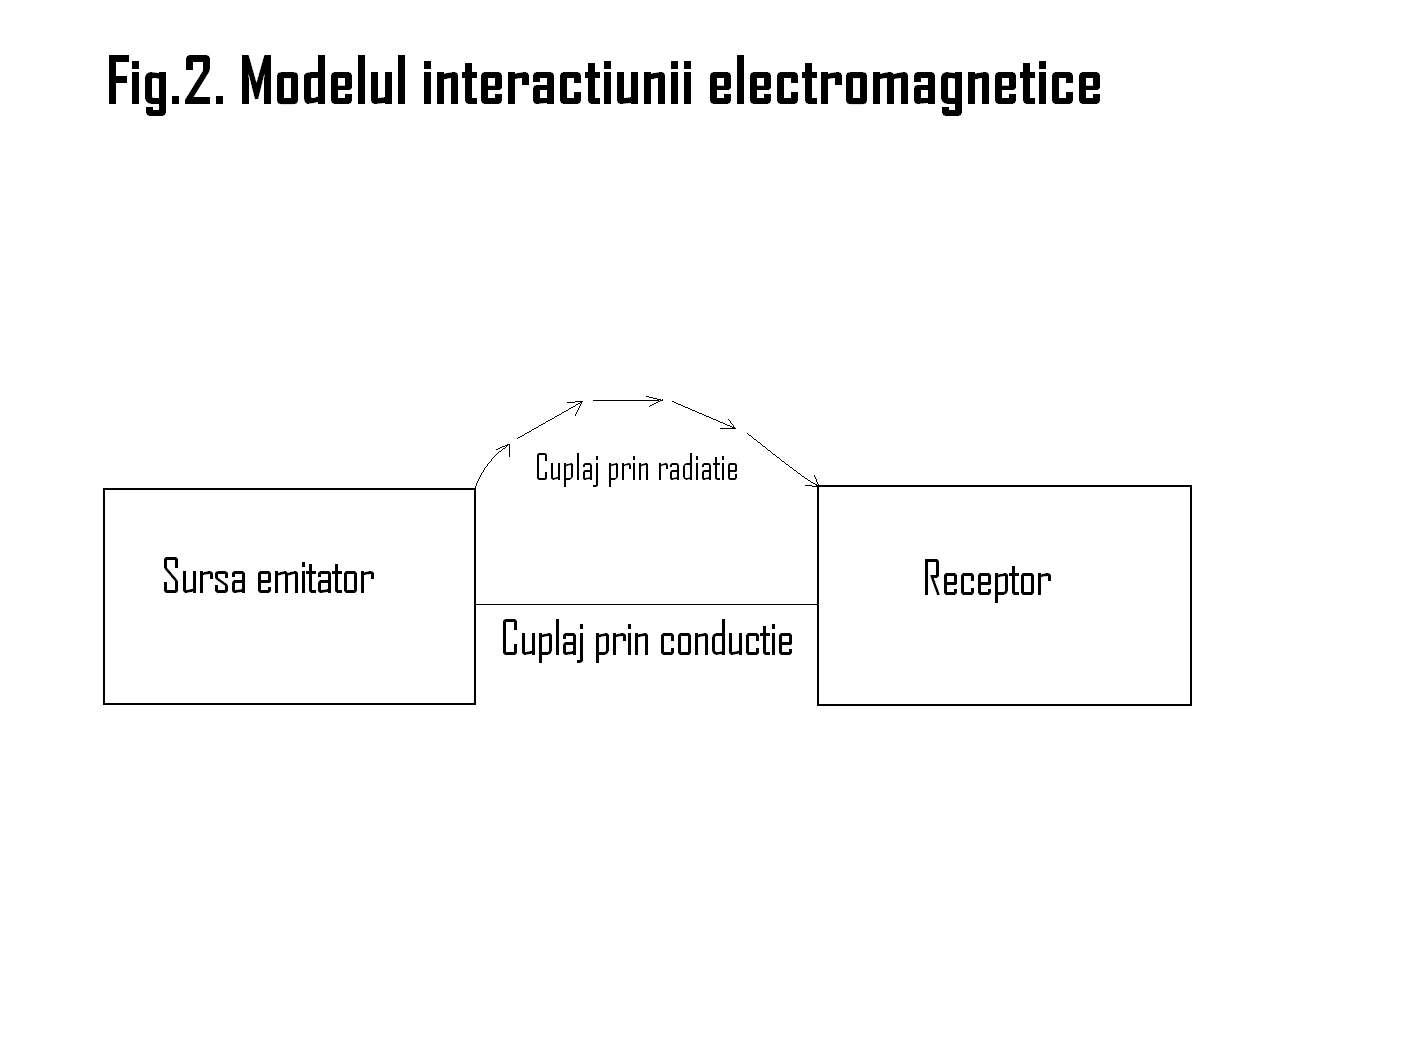 Fig.2. Modelul interactiunii electromagnetice
Cuplaj prin radiatie
Sursa emitator
Receptor
Cuplaj prin conductie